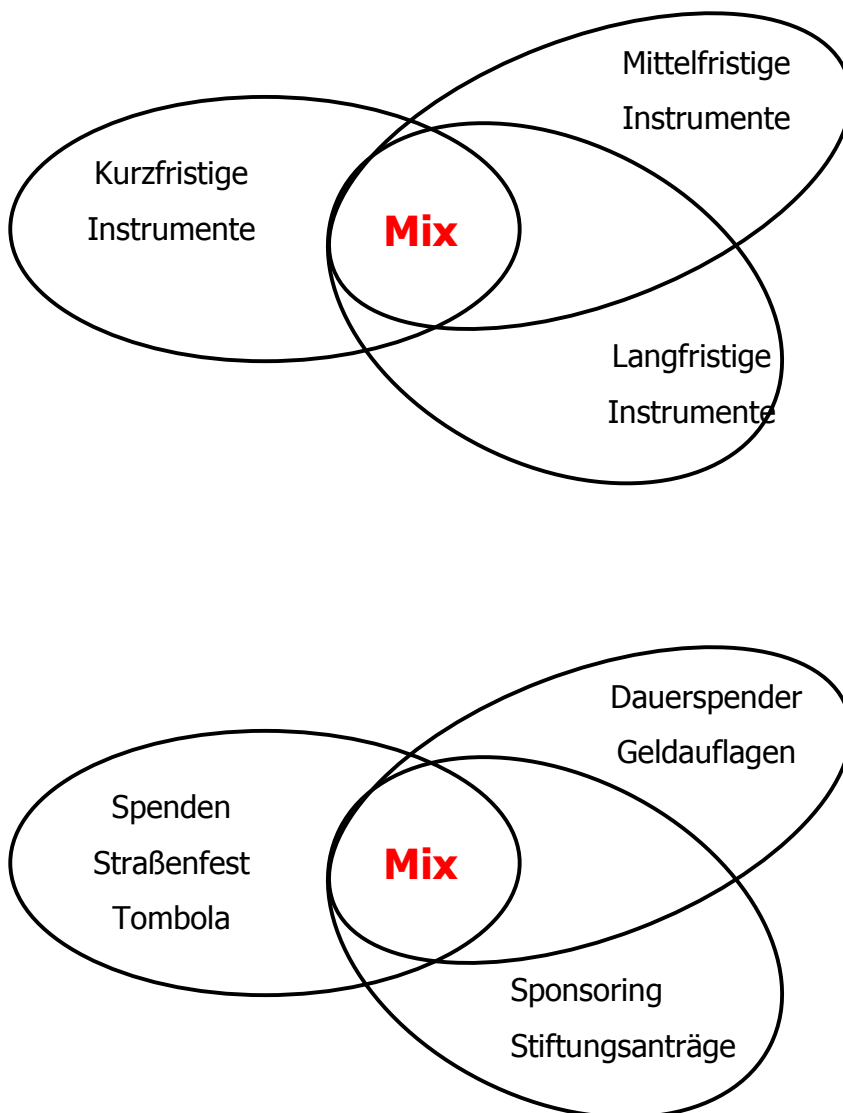 Mittelfristige
Instrumente
Kurzfristige
Instrumente
Mix
Langfristige
Instrumente
Dauerspender
Geldauflagen
Spenden
Straßenfest
Tombola
Mix
Sponsoring
Stiftungsanträge